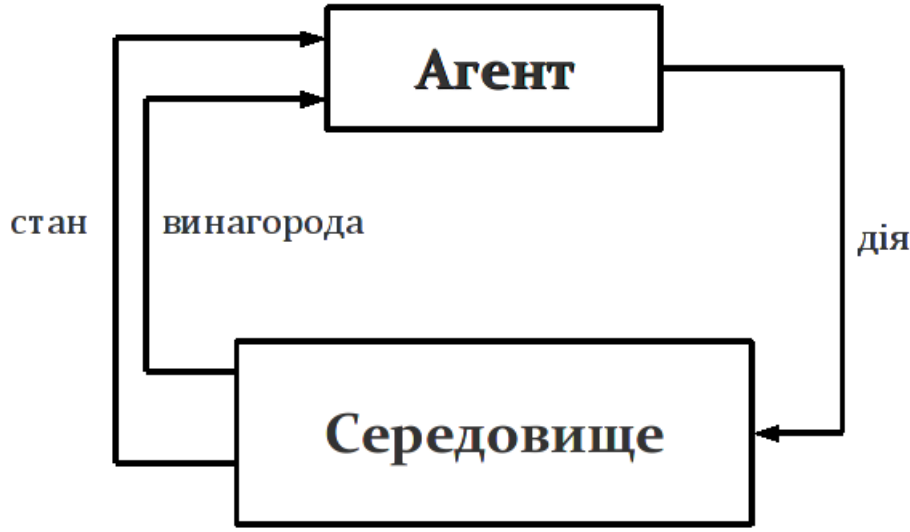 Агент
стан
винагорода
дія
Середовище